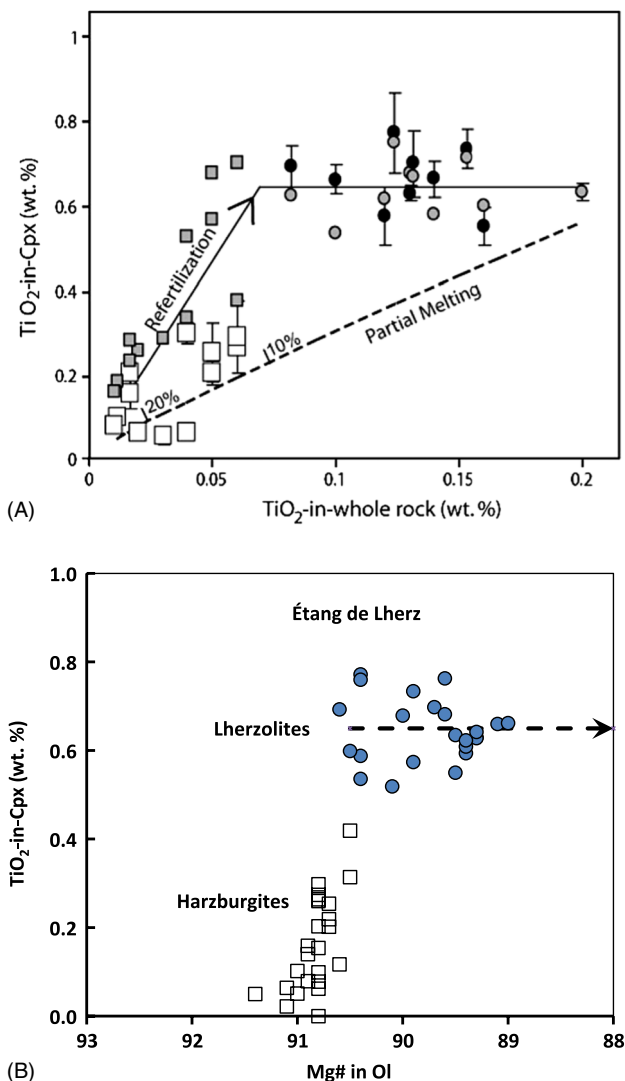 1
0.8
0.6
0.4
0.2
0
Ti O2-in-Cpx (wt. %)
Refertilization
Partial Melting
10%
20%
0
0.05
0.1
0.15
0.2
TiO2-in-whole rock (wt. %)
(A)
1.0
0.8
0.6
0.4
0.2
0.0
TiO2-in-Cpx (wt. %)
Étang de Lherz
Lherzolites
Harzburgites
93
92
91
90
89
88
Mg# in Ol
(B)